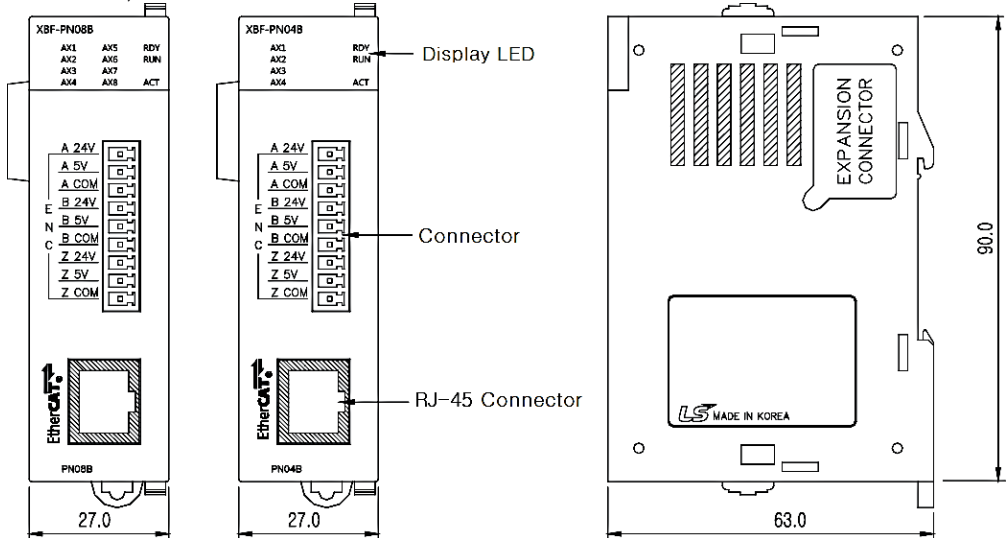 XBF-PN08B
AX1 AX5 RDY
AX2 AX6 RUN
AX3 AX7
AX4 AX8 ACT
A 24V
A 5V
A COM
B 24V
B 5V
B COM
Z 24V
Z 5V
Z COM
E
N
C
EtherCAT
PN08B
27.0
XBF-PN04B
AX1 RDY
AX2 RUN
AX3
AX4 ACT
Display LED
A 24V
A 5V
A COM
B 24V
B 5V
B COM
Z 24V
Z 5V
Z COM
E
N
C
Connector
EtherCAT
RJ-45 Connector
PN04B
27.0
EXPANSION
CONNECTOR
LS MADE IN KOREA
90.0
63.0